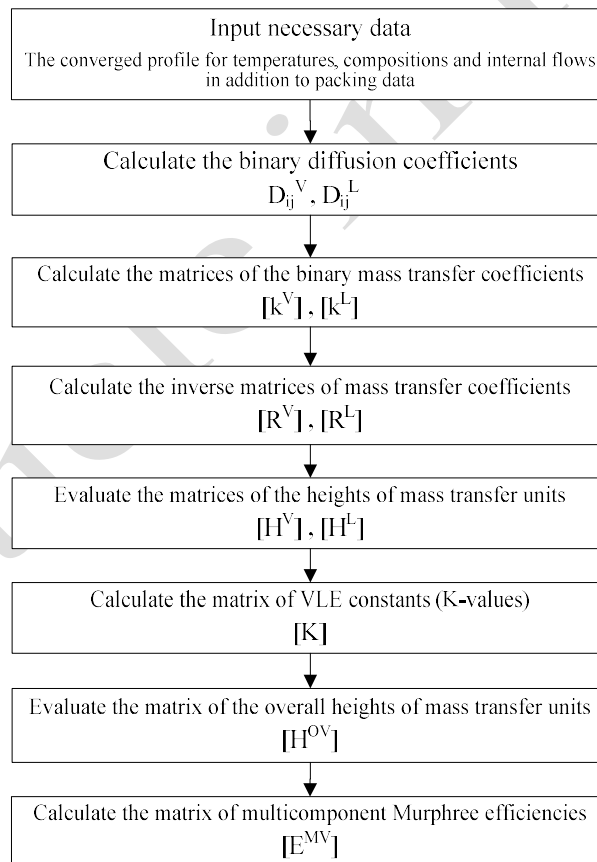 Input necessary data
The converged profile for temperatures, compositions and internal flows
in addition to packing data
Calculate the binary diffusion coefficients
D_ij^V, D_ij^L
Calculate the matrices of the binary mass transfer coefficients
[k^V], [k^L]
Calculate the inverse matrices of mass transfer coefficients
[R^V], [R^L]
Evaluate the matrices of the heights of mass transfer units
[H^V], [H^L]
Calculate the matrix of VLE constants (K-values)
[K]
Evaluate the matrix of the overall heights of mass transfer units
[H^OV]
Calculate the matrix of multicomponent Murphree efficiencies
[E^MV]